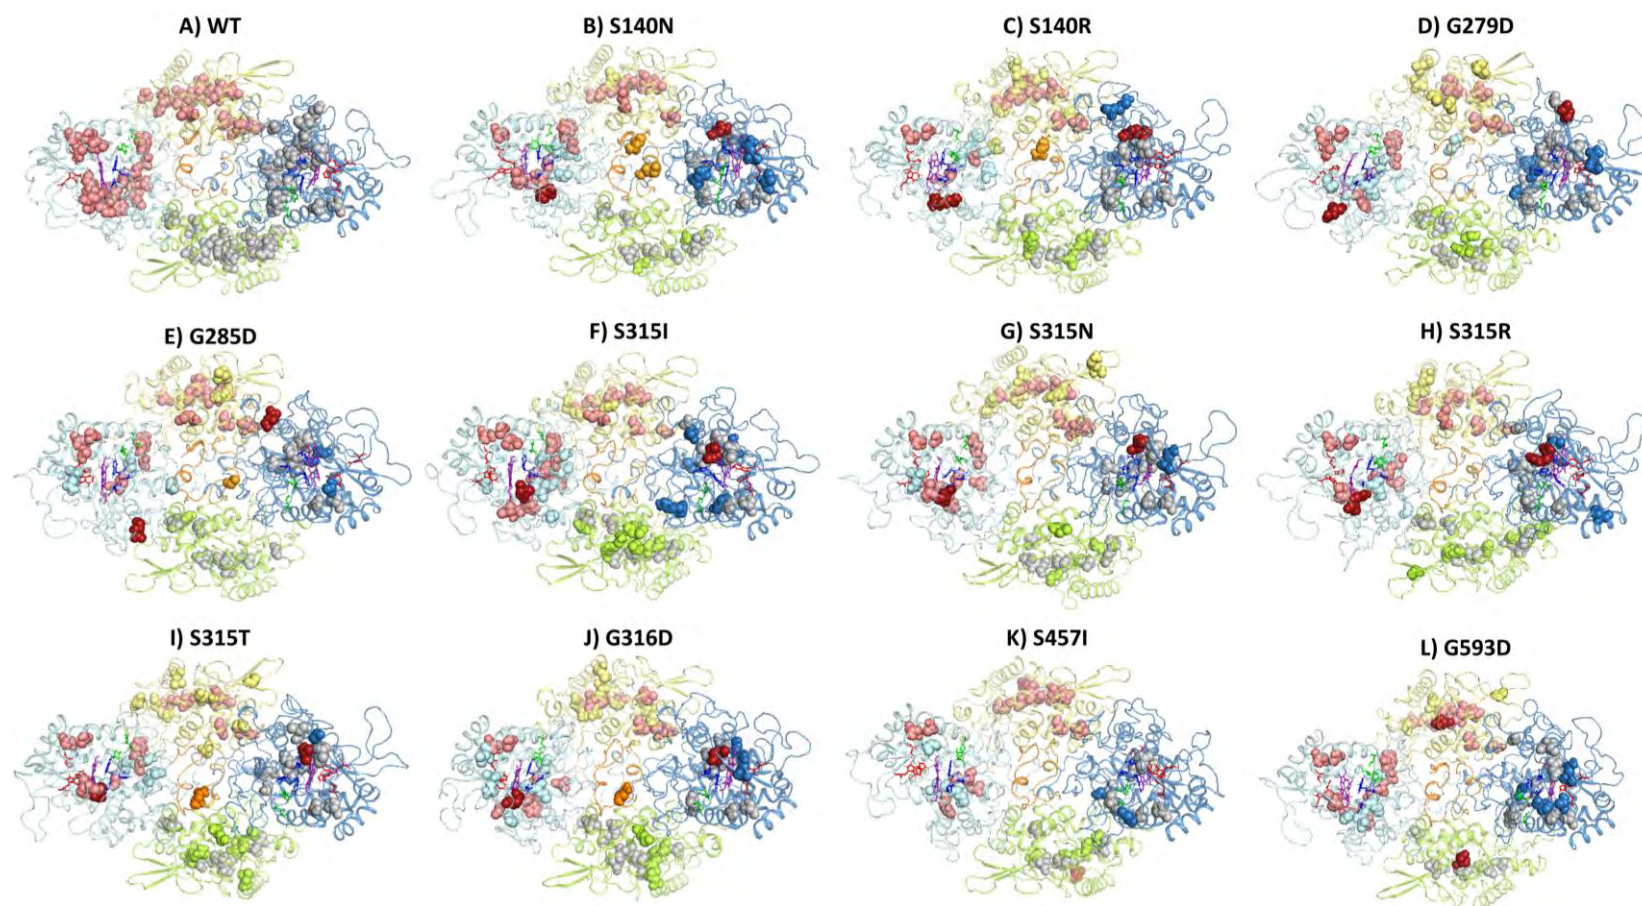 A) WT
B) S140N
C) S140R
D) G279D
E) G285D
F) S315I
G) S315N
H) S315R
I) S315T
J) G316D
K) S457I
L) G593D